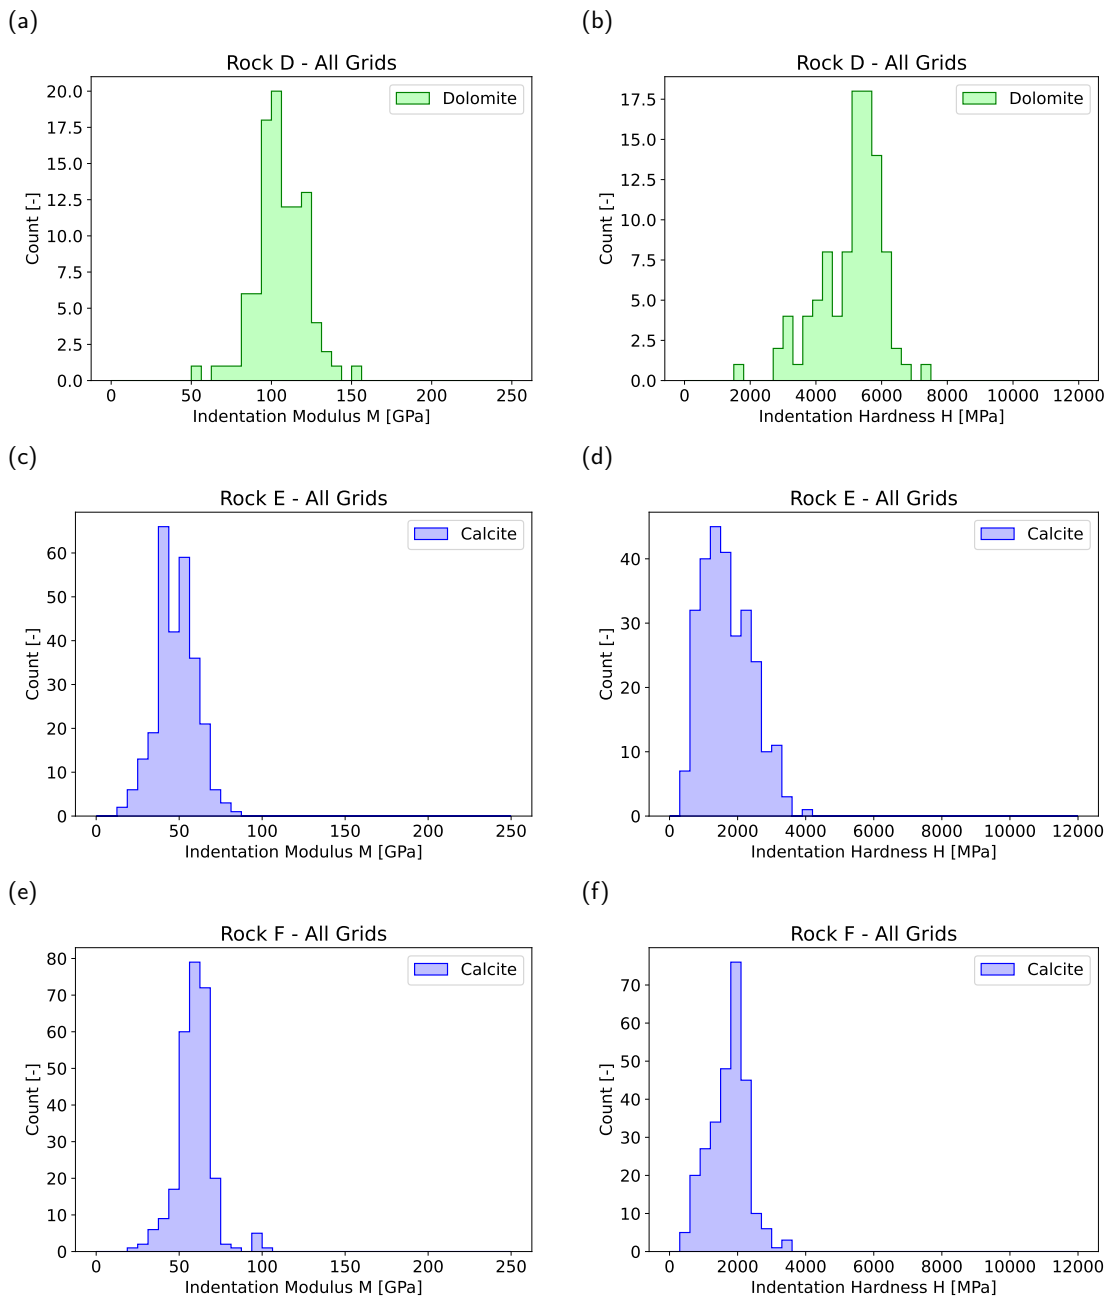 (a)
(b)
Rock D - All Grids
Dolomite
20.0
17.5
15.0
12.5
10.0
7.5
5.0
2.5
0.0
Count [-]
0 50 100 150 200 250
Indentation Modulus M [GPa]
Rock D - All Grids
Dolomite
17.5
15.0
12.5
10.0
7.5
5.0
2.5
0.0
Count [-]
0 2000 4000 6000 8000 10000 12000
Indentation Hardness H [MPa]
(c)
(d)
Rock E - All Grids
Calcite
60
50
40
30
20
10
0
Count [-]
0 50 100 150 200 250
Indentation Modulus M [GPa]
Rock E - All Grids
Calcite
40
30
20
10
0
Count [-]
0 2000 4000 6000 8000 10000 12000
Indentation Hardness H [MPa]
(e)
(f)
Rock F - All Grids
Calcite
80
70
60
50
40
30
20
10
0
Count [-]
0 50 100 150 200 250
Indentation Modulus M [GPa]
Rock F - All Grids
Calcite
70
60
50
40
30
20
10
0
Count [-]
0 2000 4000 6000 8000 10000 12000
Indentation Hardness H [MPa]